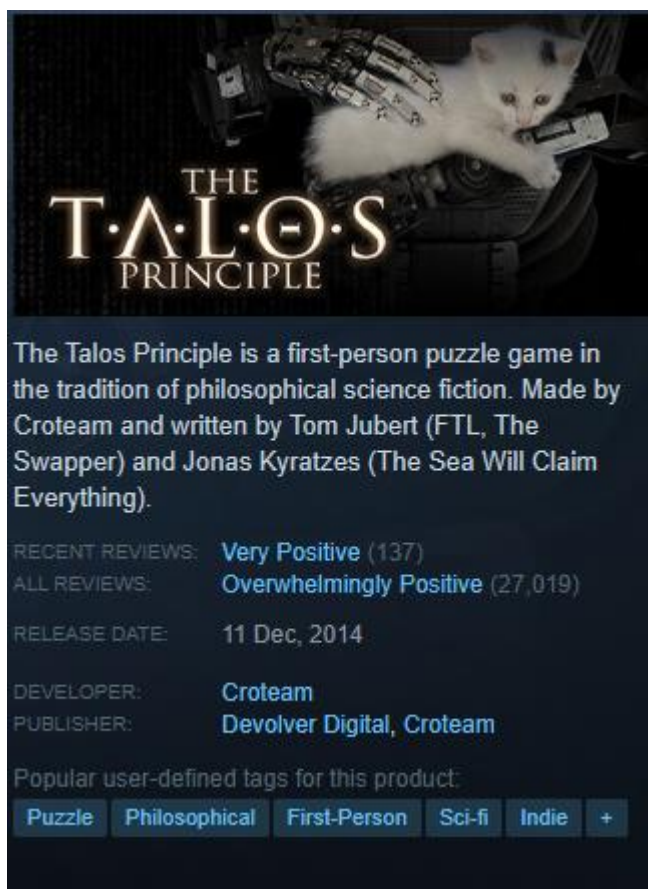 THE
T·Λ·L·Θ·S
PRINCIPLE
The Talos Principle is a first-person puzzle game in
the tradition of philosophical science fiction. Made by
Croteam and written by Tom Jubert (FTL, The
Swapper) and Jonas Kyratzes (The Sea Will Claim
Everything).
RECENT REVIEWS: Very Positive (137)
ALL REVIEWS: Overwhelmingly Positive (27,019)
RELEASE DATE: 11 Dec, 2014
DEVELOPER: Croteam
PUBLISHER: Devolver Digital, Croteam
Popular user-defined tags for this product:
Puzzle Philosophical First-Person Sci-fi Indie +